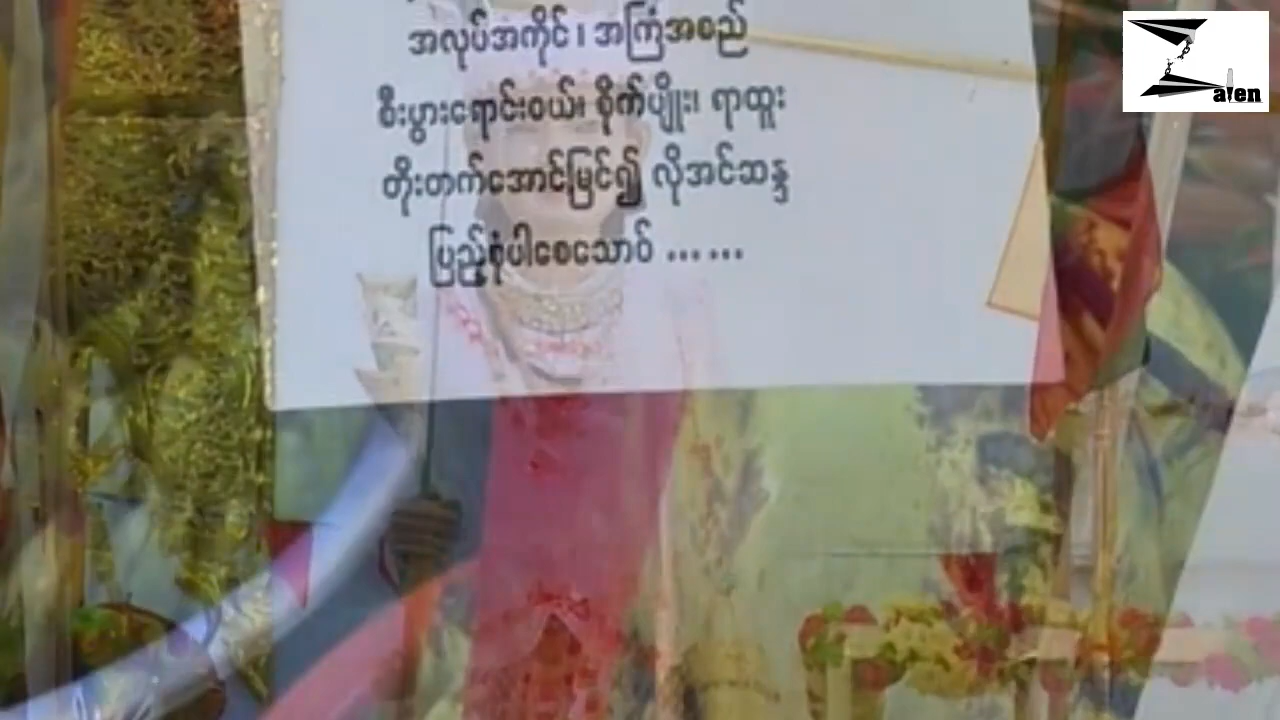 အလုပ်အကိုင်၊ အကြံအစည်
စီးပွားရောင်းဝယ်၊ စိုက်ပျိုး၊ ရာထူး
တိုးတက်အောင်မြင်၍ လိုအင်ဆန္ဒ
ပြည့်စုံပါစေသောဝ် ... ...
Zalen